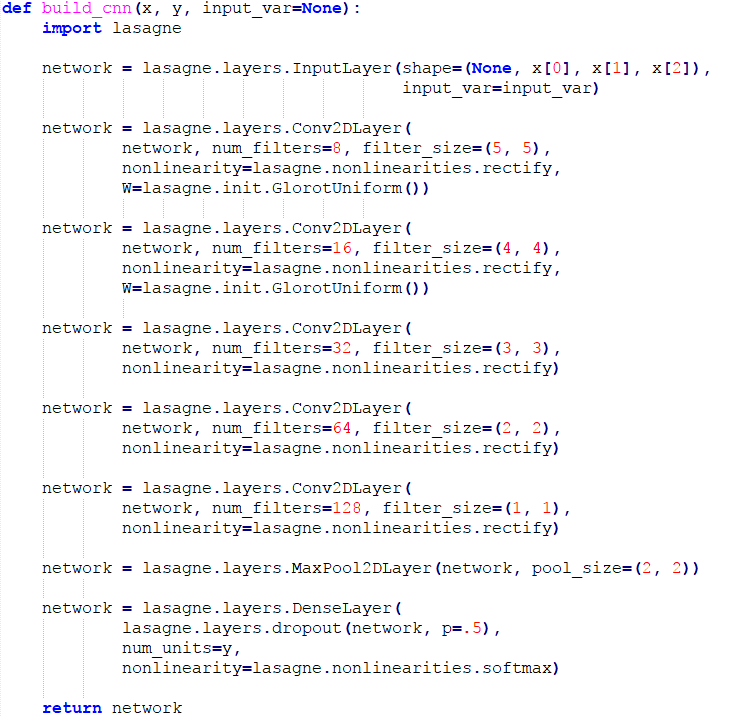 def build_cnn(x, y, input_var=None):
    import lasagne

    network = lasagne.layers.InputLayer(shape=(None, x[0], x[1], x[2]),
                                        input_var=input_var)

    network = lasagne.layers.Conv2DLayer(
            network, num_filters=8, filter_size=(5, 5),
            nonlinearity=lasagne.nonlinearities.rectify,
            W=lasagne.init.GlorotUniform())

    network = lasagne.layers.Conv2DLayer(
            network, num_filters=16, filter_size=(4, 4),
            nonlinearity=lasagne.nonlinearities.rectify,
            W=lasagne.init.GlorotUniform())

    network = lasagne.layers.Conv2DLayer(
            network, num_filters=32, filter_size=(3, 3),
            nonlinearity=lasagne.nonlinearities.rectify)

    network = lasagne.layers.Conv2DLayer(
            network, num_filters=64, filter_size=(2, 2),
            nonlinearity=lasagne.nonlinearities.rectify)

    network = lasagne.layers.Conv2DLayer(
            network, num_filters=128, filter_size=(1, 1),
            nonlinearity=lasagne.nonlinearities.rectify)

    network = lasagne.layers.MaxPool2DLayer(network, pool_size=(2, 2))

    network = lasagne.layers.DenseLayer(
            lasagne.layers.dropout(network, p=.5),
            num_units=y,
            nonlinearity=lasagne.nonlinearities.softmax)

    return network